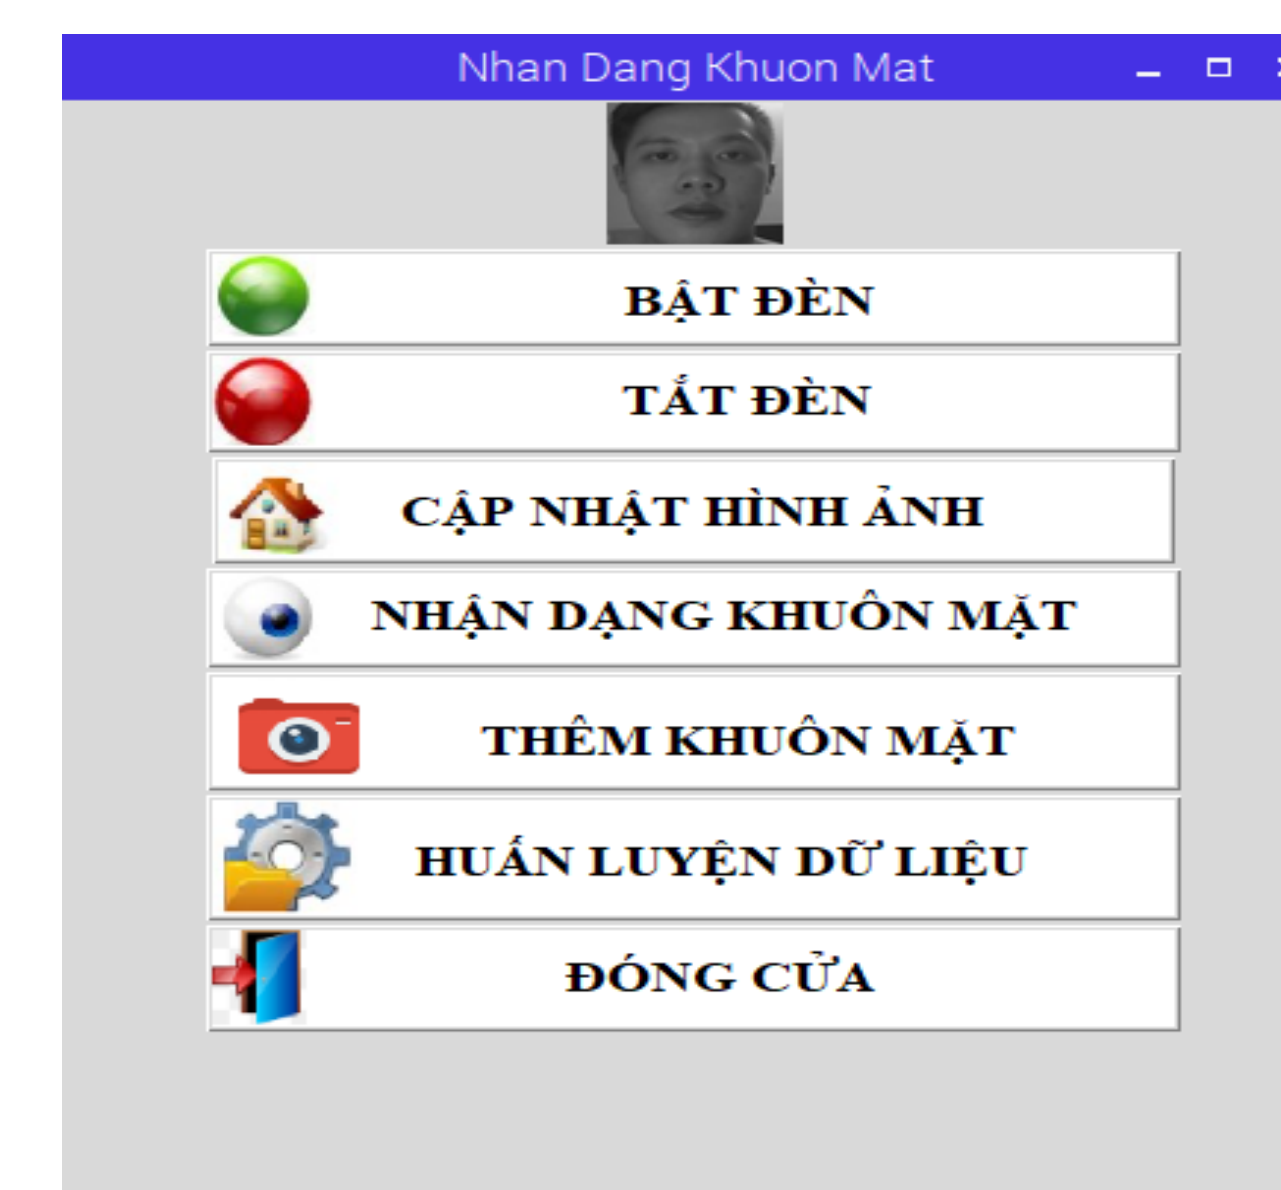 Nhan Dang Khuon Mat
BẬT ĐÈN
TẮT ĐÈN
CẬP NHẬT HÌNH ẢNH
NHẬN DẠNG KHUÔN MẶT
THÊM KHUÔN MẶT
HUẤN LUYỆN DỮ LIỆU
ĐÓNG CỬA